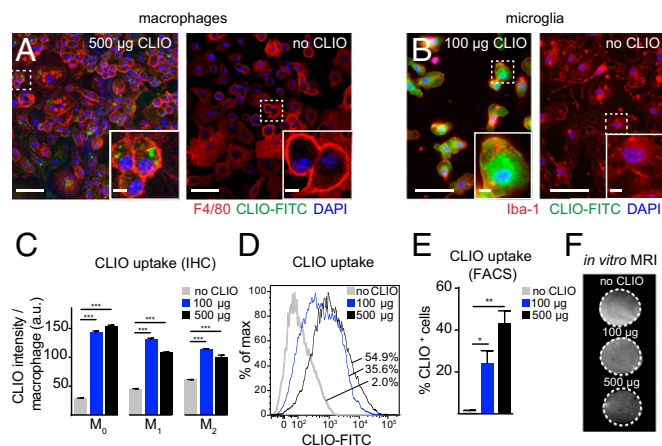 macrophages
microglia
A
500 µg CLIO
no CLIO
B
100 µg CLIO
no CLIO
F4/80 CLIO-FITC DAPI
Iba-1 CLIO-FITC DAPI
C
CLIO uptake (IHC)
no CLIO
100 µg
500 µg
CLIO intensity / macrophage (a.u.)
150
100
50
***
***
***
***
***
***
M0
M1
M2
D
CLIO uptake
no CLIO
100 µg
500 µg
% of max
100
80
60
40
20
0
54.9%
35.6%
2.0%
0 10² 10³ 10⁴ 10⁵
CLIO-FITC
E
CLIO uptake
(FACS)
no CLIO
100 µg
500 µg
% CLIO⁺ cells
60
40
20
0
**
*
F
in vitro MRI
no CLIO
100 µg
500 µg